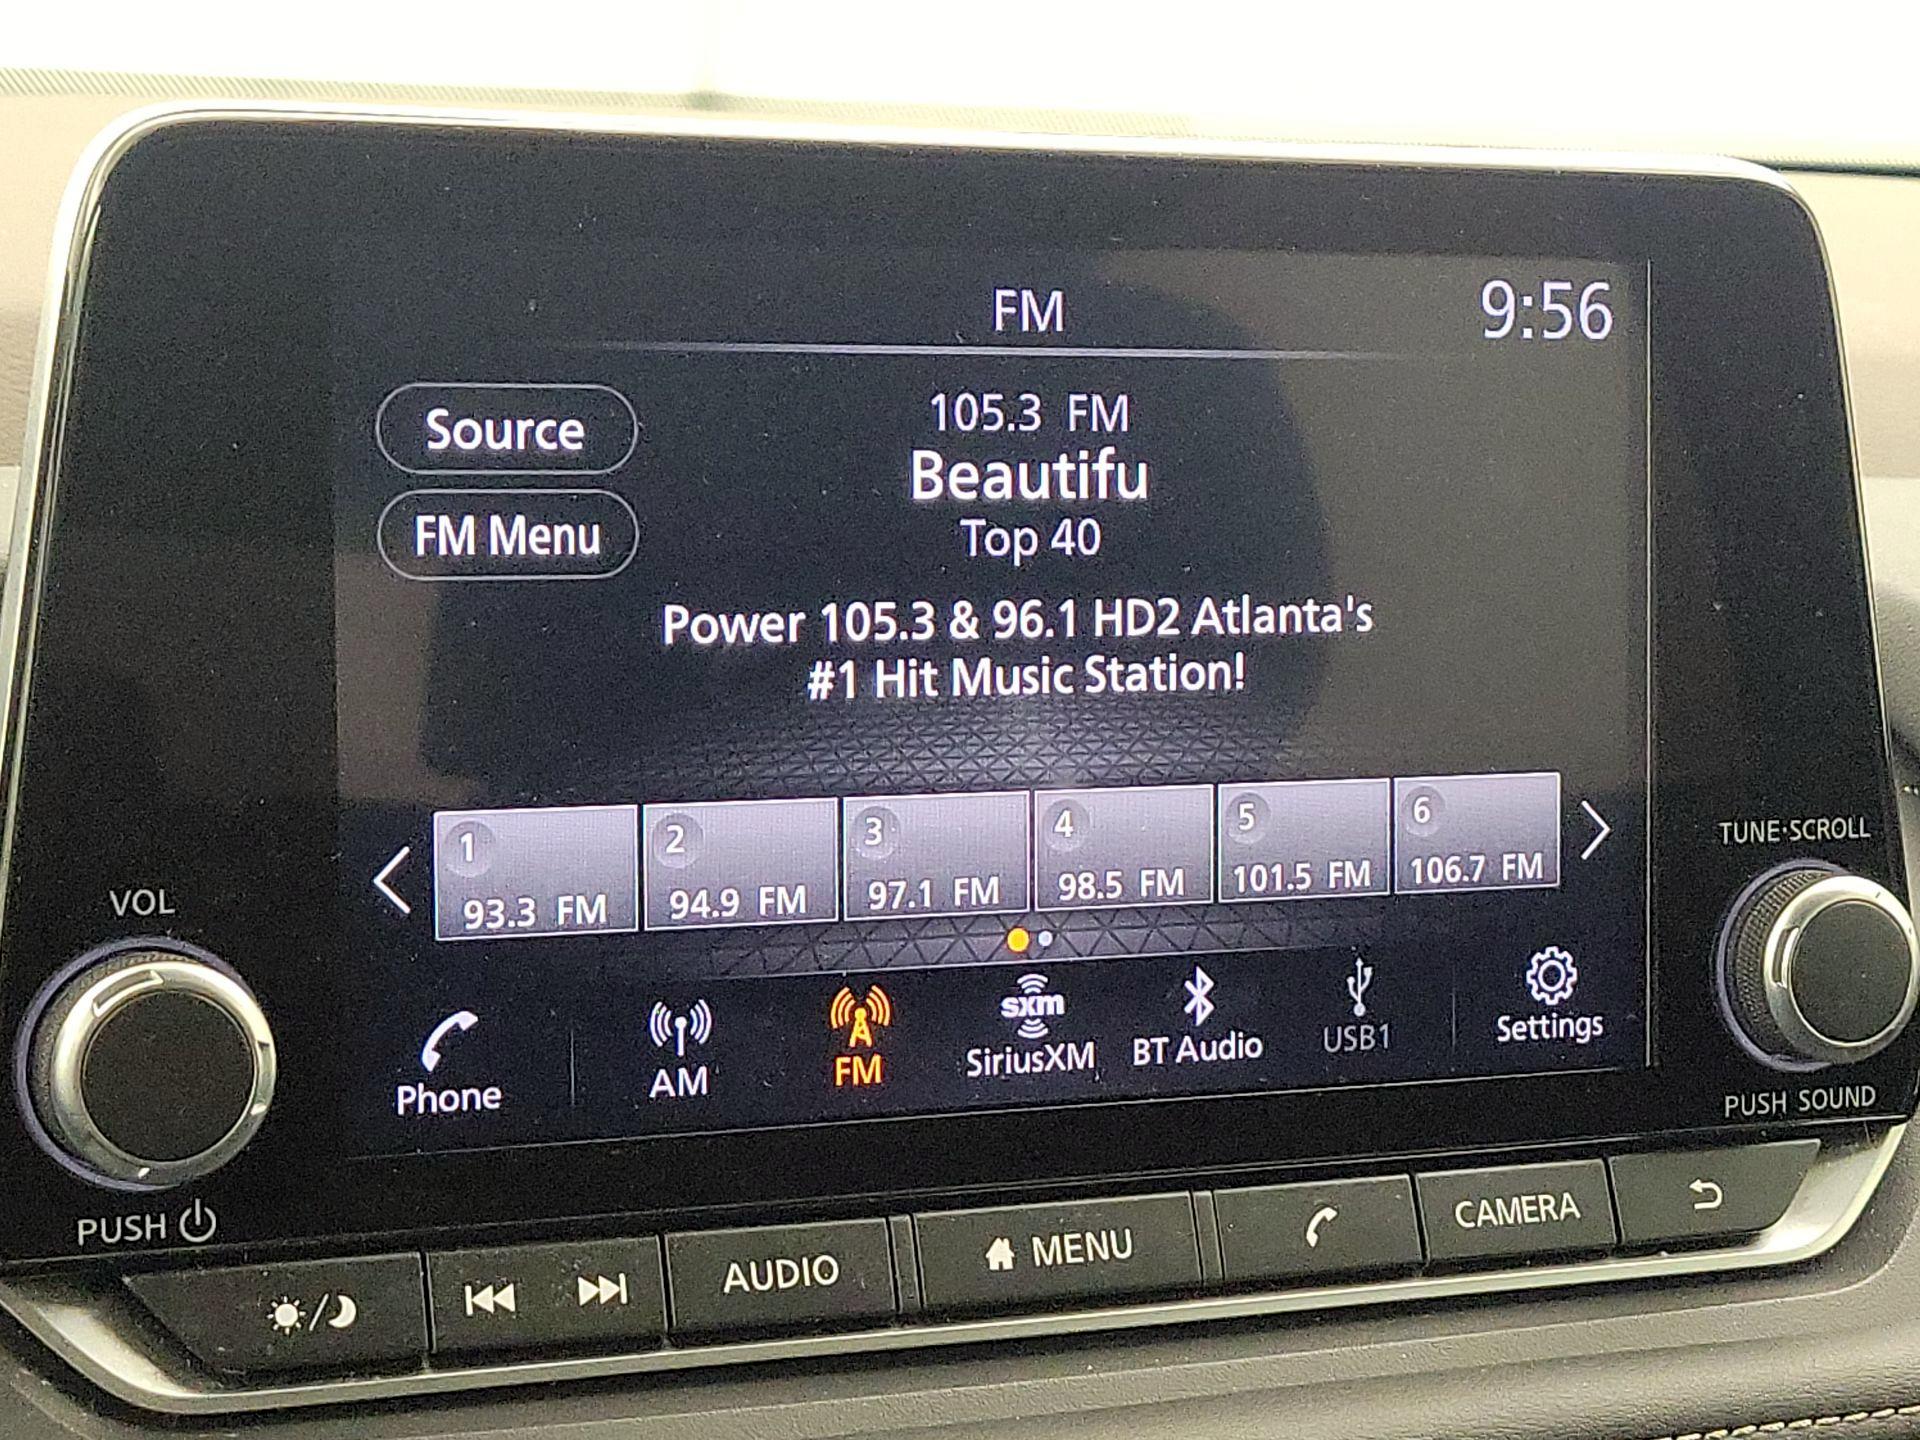 FM
9:56
Source
105.3 FM
Beautifu
FM Menu
Top 40
Power 105.3 & 96.1 HD2 Atlanta's
#1 Hit Music Station!
1
93.3 FM
2
94.9 FM
3
97.1 FM
4
98.5 FM
5
101.5 FM
6
106.7 FM
VOL
TUNE·SCROLL
Phone
AM
FM
sxm
SiriusXM
BT Audio
USB1
Settings
PUSH
PUSH SOUND
AUDIO
MENU
CAMERA